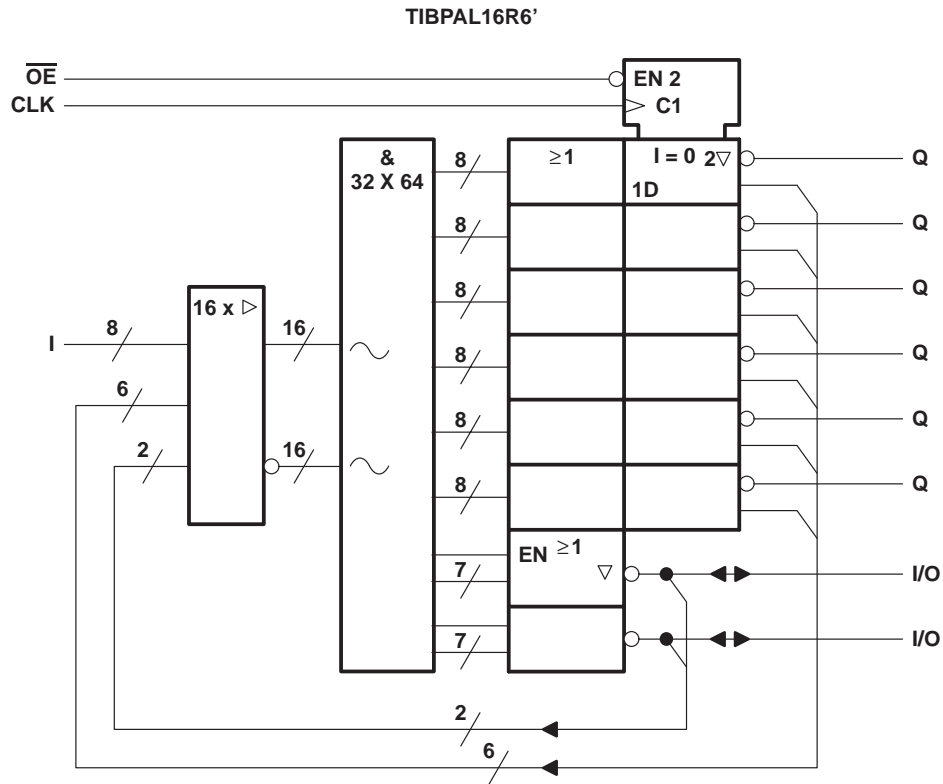 TIBPAL16R6’
OE
CLK
EN 2
C1
&
32 X 64
8
≥1
I = 0 2▽
1D
Q
8
Q
8
Q
16 x ▷
I
8
16
8
Q
6
8
Q
2
16
8
Q
EN ≥1
▽
7
I/O
7
I/O
2
6